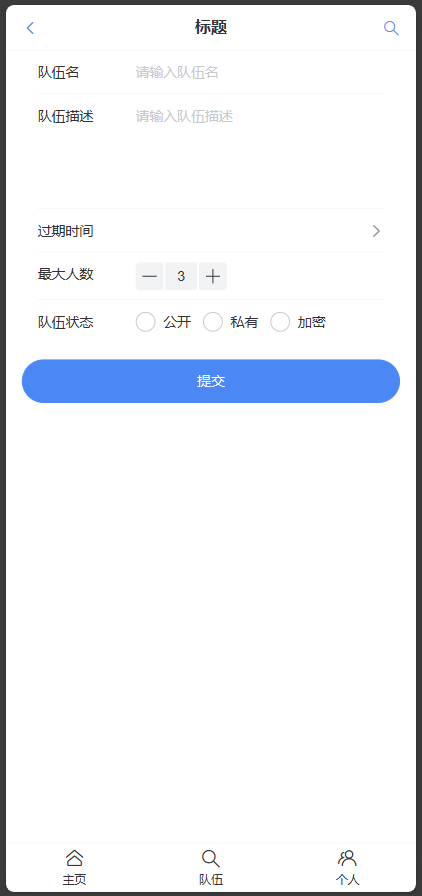 标题
队伍名 请输入队伍名
队伍描述 请输入队伍描述
过期时间
最大人数 3
队伍状态 公开 私有 加密
提交
主页 队伍 个人